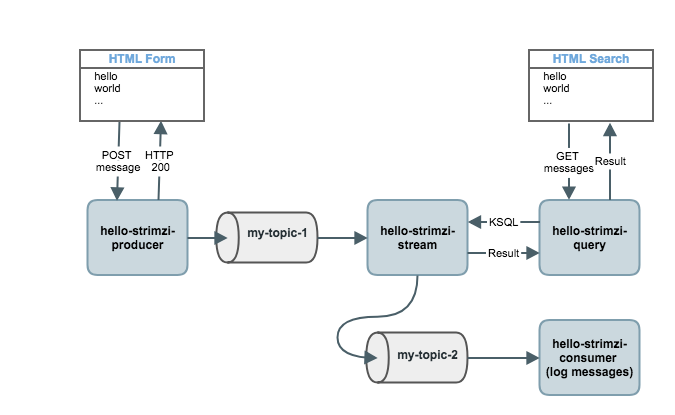 HTML Form
hello
world
...
HTML Search
hello
world
...
POST
message
HTTP
200
GET
messages
Result
hello-strimzi-
producer
my-topic-1
hello-strimzi-
stream
KSQL
Result
hello-strimzi-
query
my-topic-2
hello-strimzi-
consumer
(log messages)